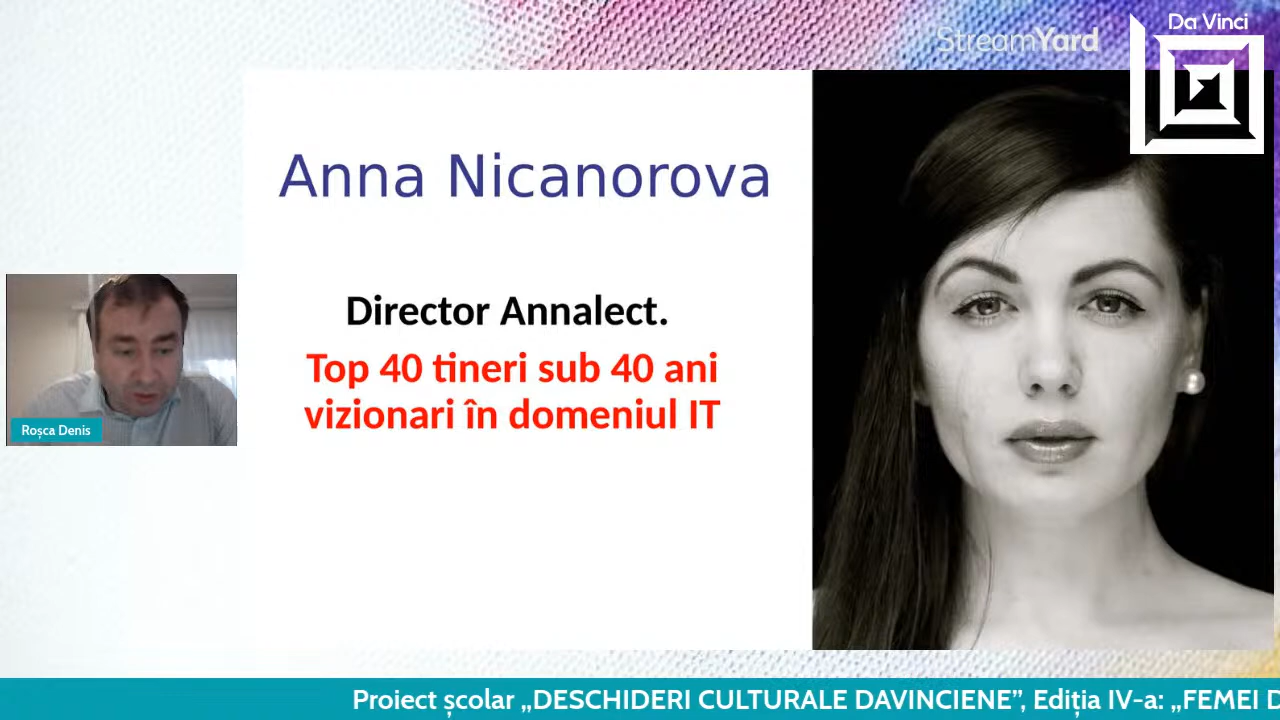 StreamYard
Da Vinci
Anna Nicanorova
Director Annalect.
Top 40 tineri sub 40 ani
vizionari în domeniul IT
Roșca Denis
Proiect școlar „DESCHIDERI CULTURALE DAVINCIENE”, Ediția IV-a: „FEMEI D